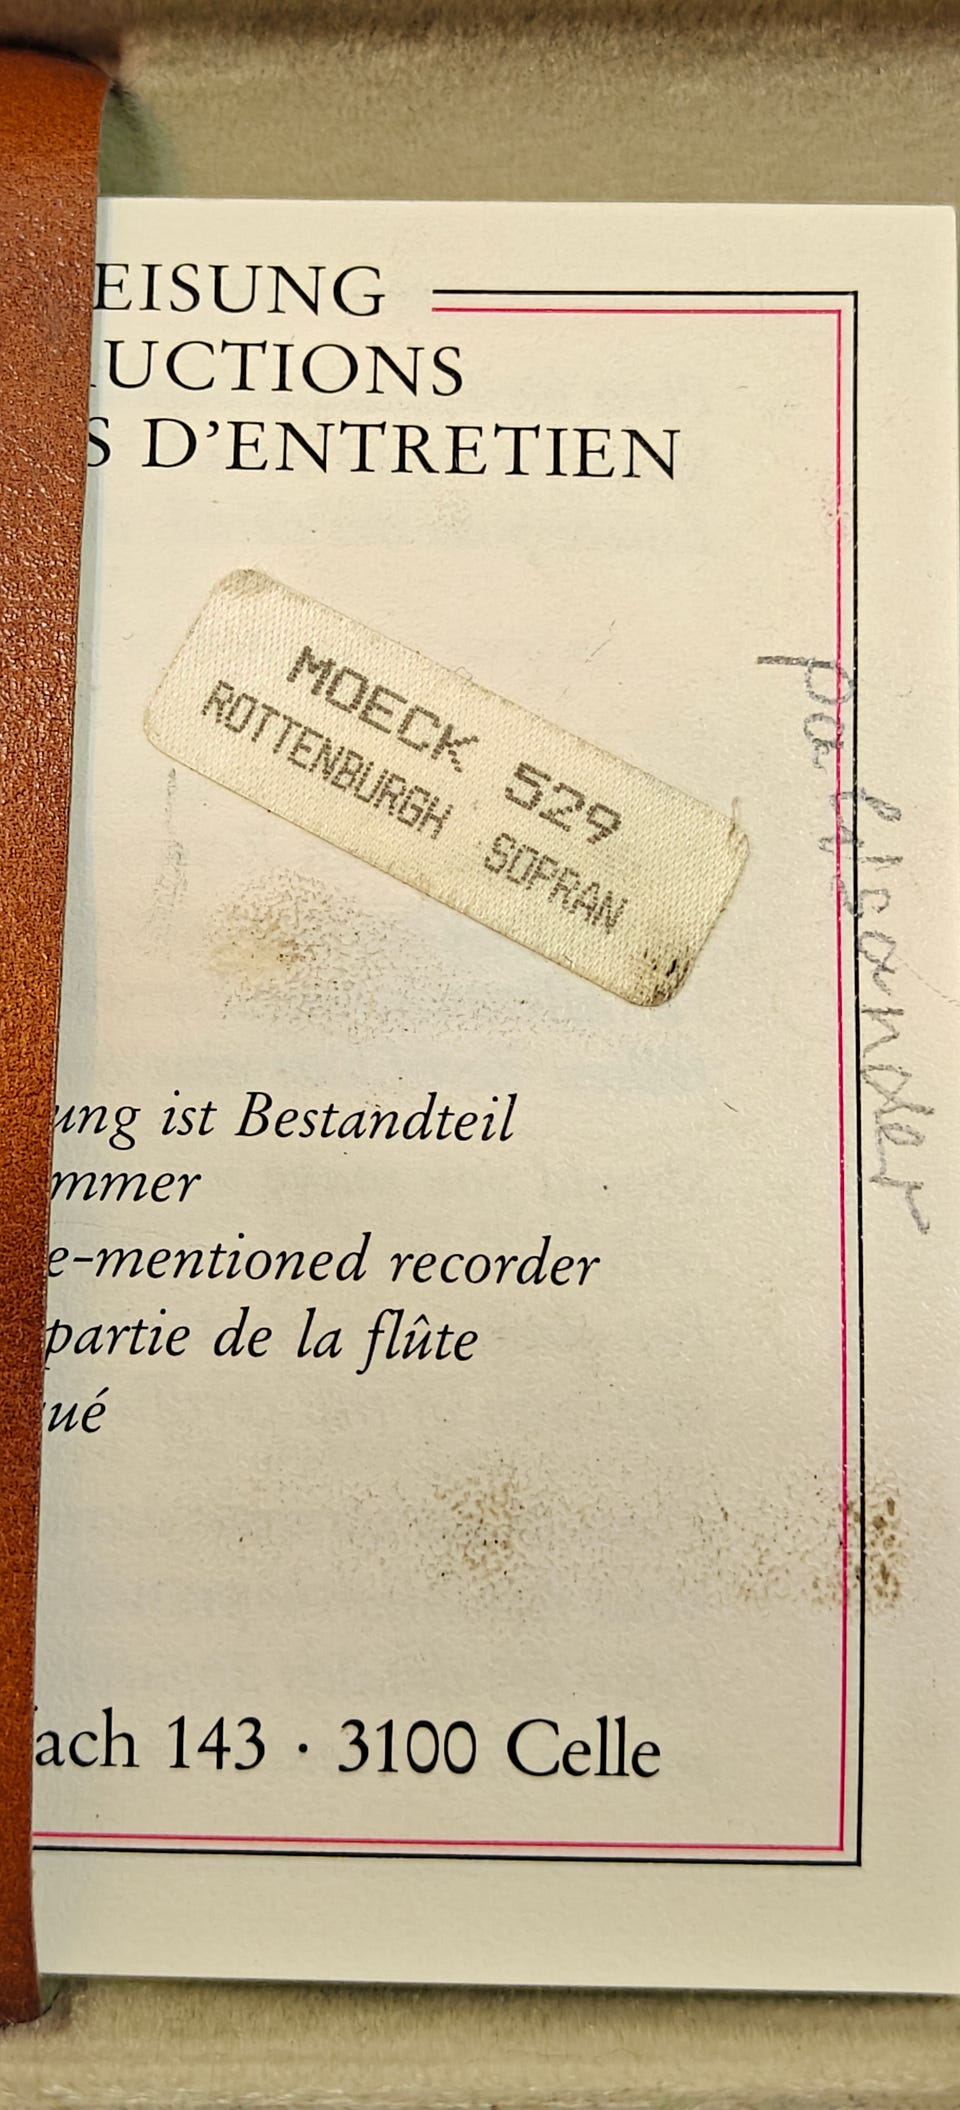 EISUNG
UCTIONS
S D'ENTRETIEN
MOECK 529
ROTTENBURGH SOPRAN
ung ist Bestandteil
mmer
e-mentioned recorder
partie de la flûte
ué
ach 143 · 3100 Celle